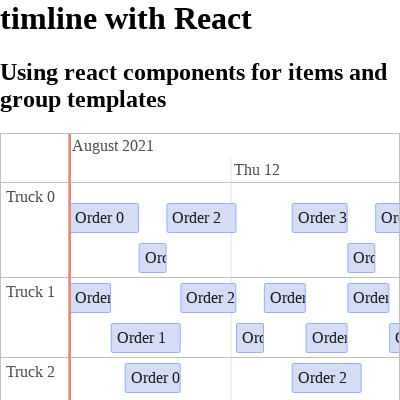 timline with React
Using react components for items and
group templates
August 2021
Thu 12
Truck 0
Order 0 Order 2 Order 3 Or
Orc Orc
Truck 1
Order Order 2 Order Order
Order 1 Orc Order
Truck 2
Order 0 Order 2